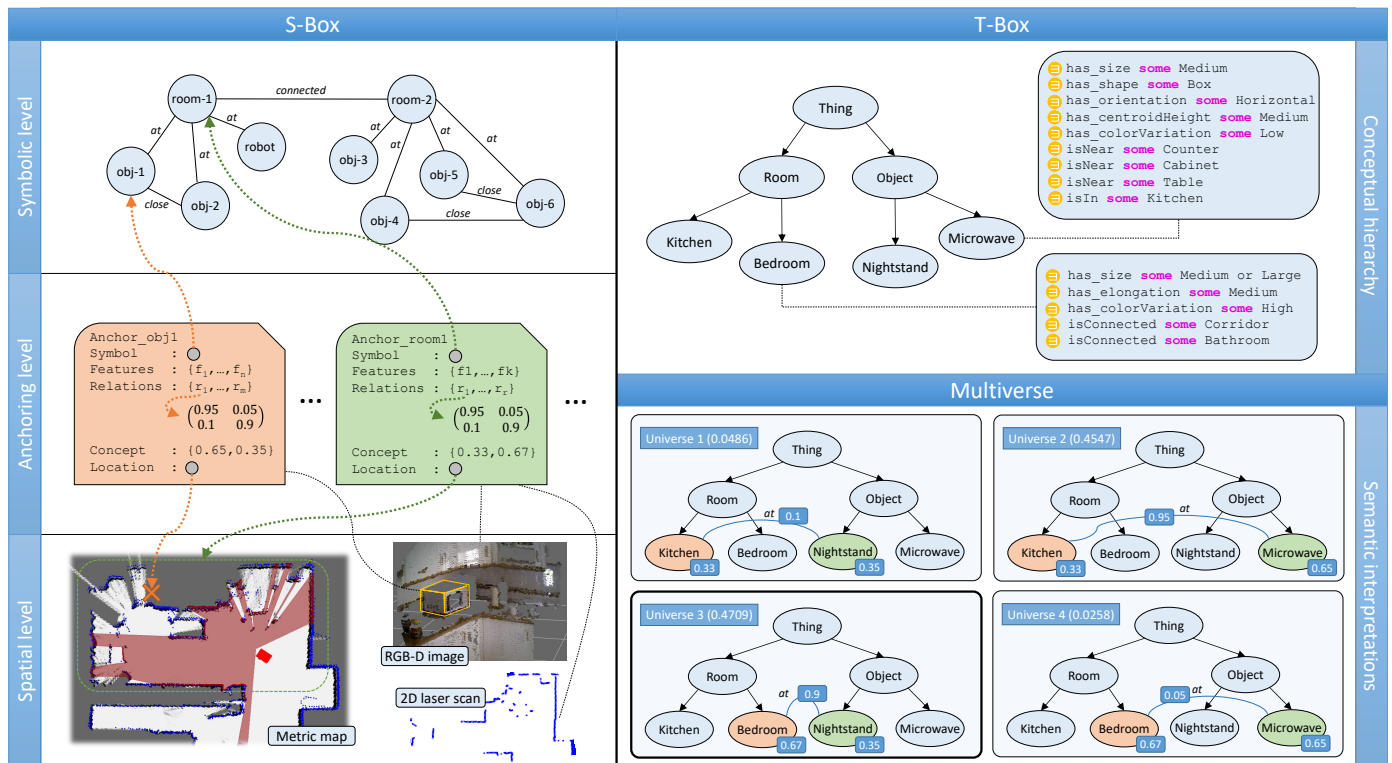 S-Box
T-Box
Symbolic level
room-1
connected
room-2
at
at
at
robot
obj-1
close
obj-2
at
at
at
at
obj-3
obj-5
close
obj-6
obj-4
close
Thing
Room
Object
Kitchen
Bedroom
Nightstand
Microwave
∃ has_size some Medium
∃ has_shape some Box
∃ has_orientation some Horizontal
∃ has_centroidHeight some Medium
∃ has_colorVariation some Low
∃ isNear some Counter
∃ isNear some Cabinet
∃ isNear some Table
∃ isIn some Kitchen
∃ has_size some Medium or Large
∃ has_elongation some Medium
∃ has_colorVariation some High
∃ isConnected some Corridor
∃ isConnected some Bathroom
Conceptual hierarchy
Anchoring level
Anchor_obj1
Symbol :
Features : {f₁,…,fₙ}
Relations : {r₁,…,rₘ}
0.95 0.05
0.1 0.9
Concept : {0.65,0.35}
Location :
...
Anchor_room1
Symbol :
Features : {f1,…,fk}
Relations : {r₁,…,rᵣ}
0.95 0.05
0.1 0.9
Concept : {0.33,0.67}
Location :
...
Spatial level
Metric map
RGB-D image
2D laser scan
Multiverse
Universe 1 (0.0486)
Thing
Room
Object
at
0.1
Kitchen
0.33
Bedroom
Nightstand
0.35
Microwave
Universe 2 (0.4547)
Thing
Room
Object
at
0.95
Kitchen
0.33
Bedroom
Nightstand
Microwave
0.65
Universe 3 (0.4709)
Thing
Room
Object
at
0.9
Kitchen
Bedroom
0.67
Nightstand
0.35
Microwave
Universe 4 (0.0258)
Thing
Room
Object
at
0.05
Kitchen
Bedroom
0.67
Nightstand
Microwave
0.65
Semantic interpretations